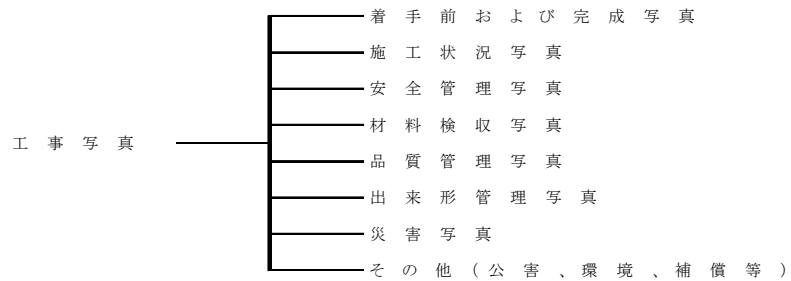 着手前および完成写真
施工状況写真
安全管理写真
材料検収写真
工事写真
品質管理写真
出来形管理写真
災害写真
その他(公害、環境、補償等)